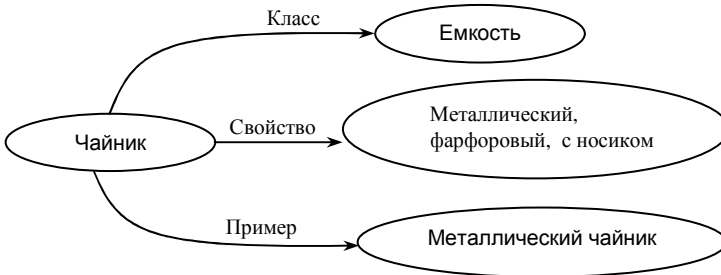 Класс
Емкость
Чайник
Свойство
Металлический,
фарфоровый, с носиком
Пример
Металлический чайник